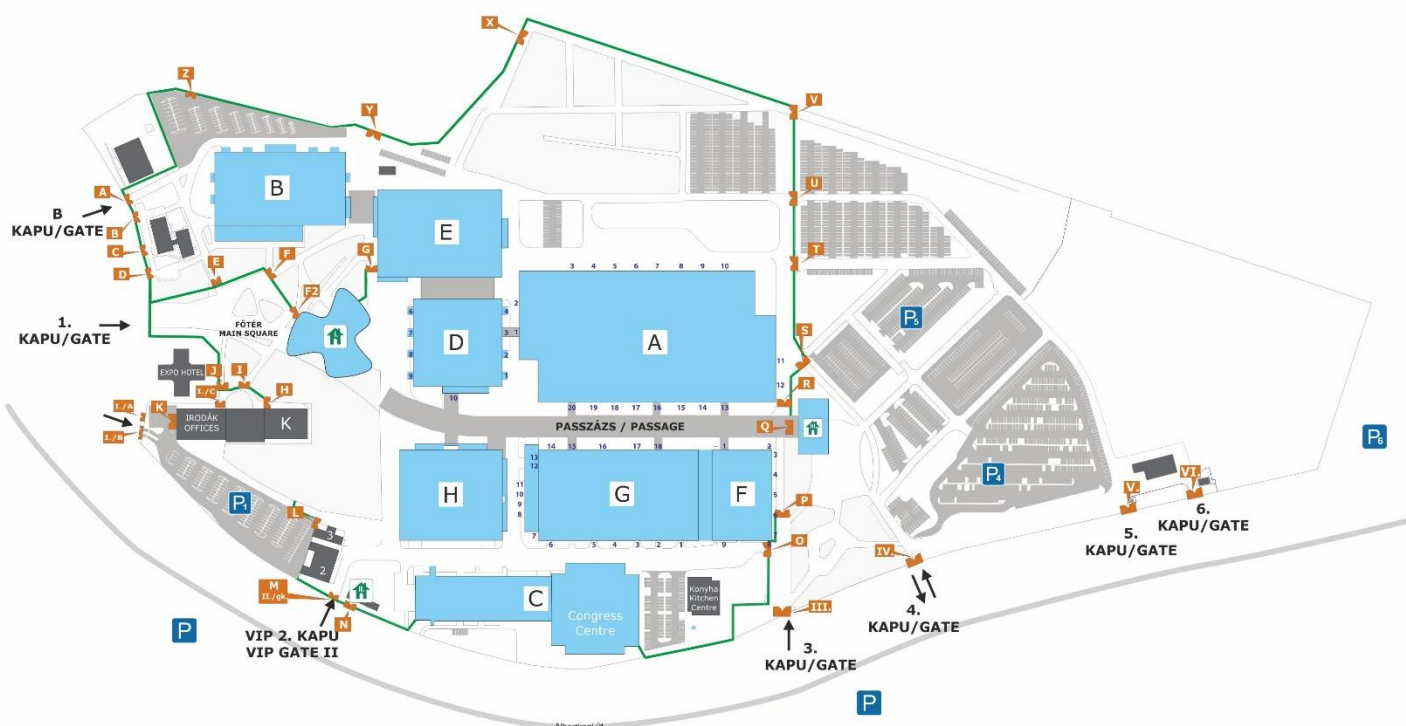 X
Z
V
Y
B
A
U
B
KAPU/GATE
B
E
C
G
T
F
D
E
3 4 5 6 7 8 9 10
F2
2
6
4
1.
KAPU/GATE
FŐTÉR
MAIN SQUARE
7
D
3 1
A
P5
8
2
S
11
EXPO HOTEL
9
1
J
I
12
I./C
H
R
10
I./A
K
IRODÁK
OFFICES
K
20 19 18 17 16 15 14 13
PASSZÁZS / PASSAGE
Q
I./B
P6
14 15 16 17 18 1 2
13
3
12
4
H
G
F
P4
11
10
5
VI.
9
V.
P1
8
6
P
6.
KAPU/GATE
L
7
5.
KAPU/GATE
3
6 5 4 3 2 1 9
O
2
IV.
M
II./gk
C
Konyha
Kitchen
Centre
N
Congress
Centre
III.
4.
KAPU/GATE
P
VIP 2. KAPU
VIP GATE II
3.
KAPU/GATE
P